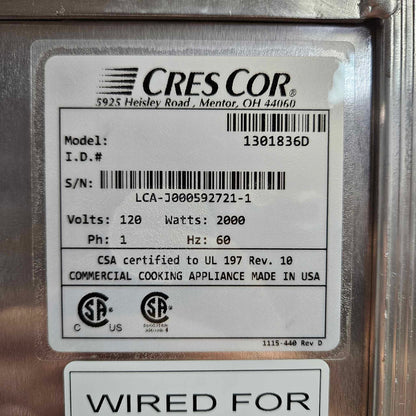 CRES COR®
5925 Heisley Road, Mentor, OH 44060
Model: 1301836D
I.D.#
S/N:
LCA-J000592721-1
Volts: 120 Watts: 2000
Ph: 1 Hz: 60
CSA certified to UL 197 Rev. 10
COMMERCIAL COOKING APPLIANCE MADE IN USA
C US
1115-440 Rev D
WIRED FOR